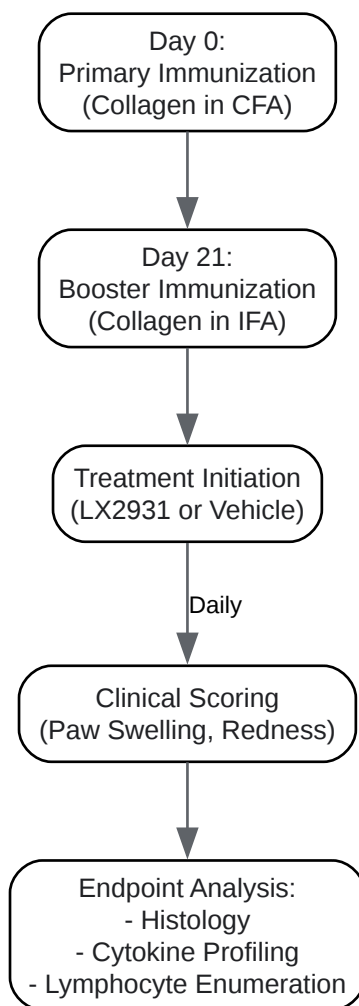 Day 0:
Primary Immunization
(Collagen in CFA)
Day 21:
Booster Immunization
(Collagen in IFA)
Treatment Initiation
(LX2931 or Vehicle)
Daily
Clinical Scoring
(Paw Swelling, Redness)
Endpoint Analysis:
- Histology
- Cytokine Profiling
- Lymphocyte Enumeration